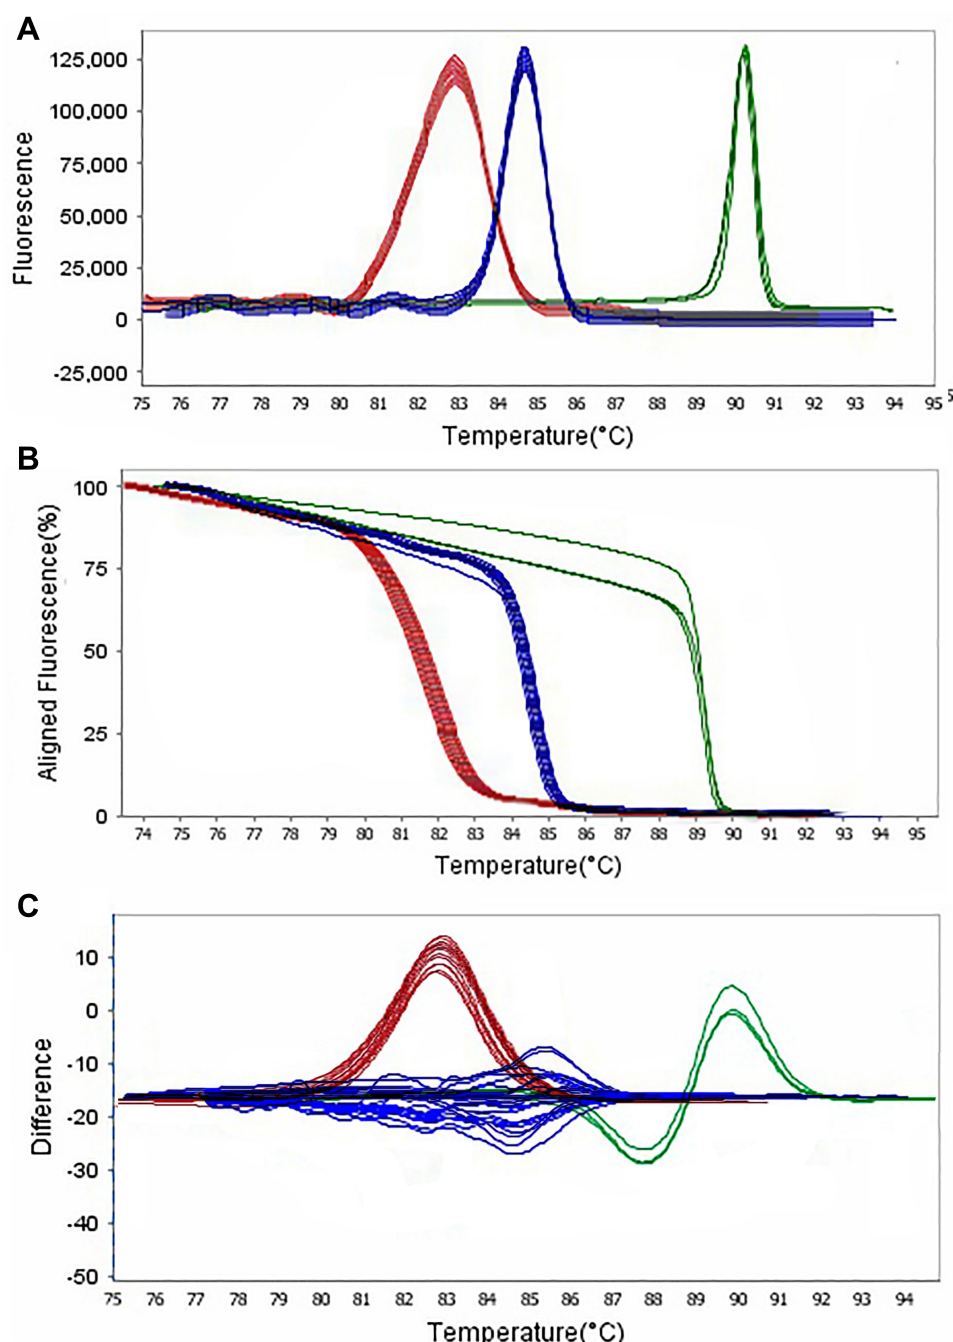 A
125,000
100,000
75,000
50,000
25,000
0
-25,000
Fluorescence
75 76 77 78 79 80 81 82 83 84 85 86 87 88 89 90 91 92 93 94 95 5
Temperature(°C)
B
100
75
50
25
0
Aligned Fluorescence(%)
74 75 76 77 78 79 80 81 82 83 84 85 86 87 88 89 90 91 92 93 94 95
Temperature(°C)
C
10
0
-10
-20
-30
-40
-50
Difference
75 76 77 78 79 80 81 82 83 84 85 86 87 88 89 90 91 92 93 94
Temperature(°C)